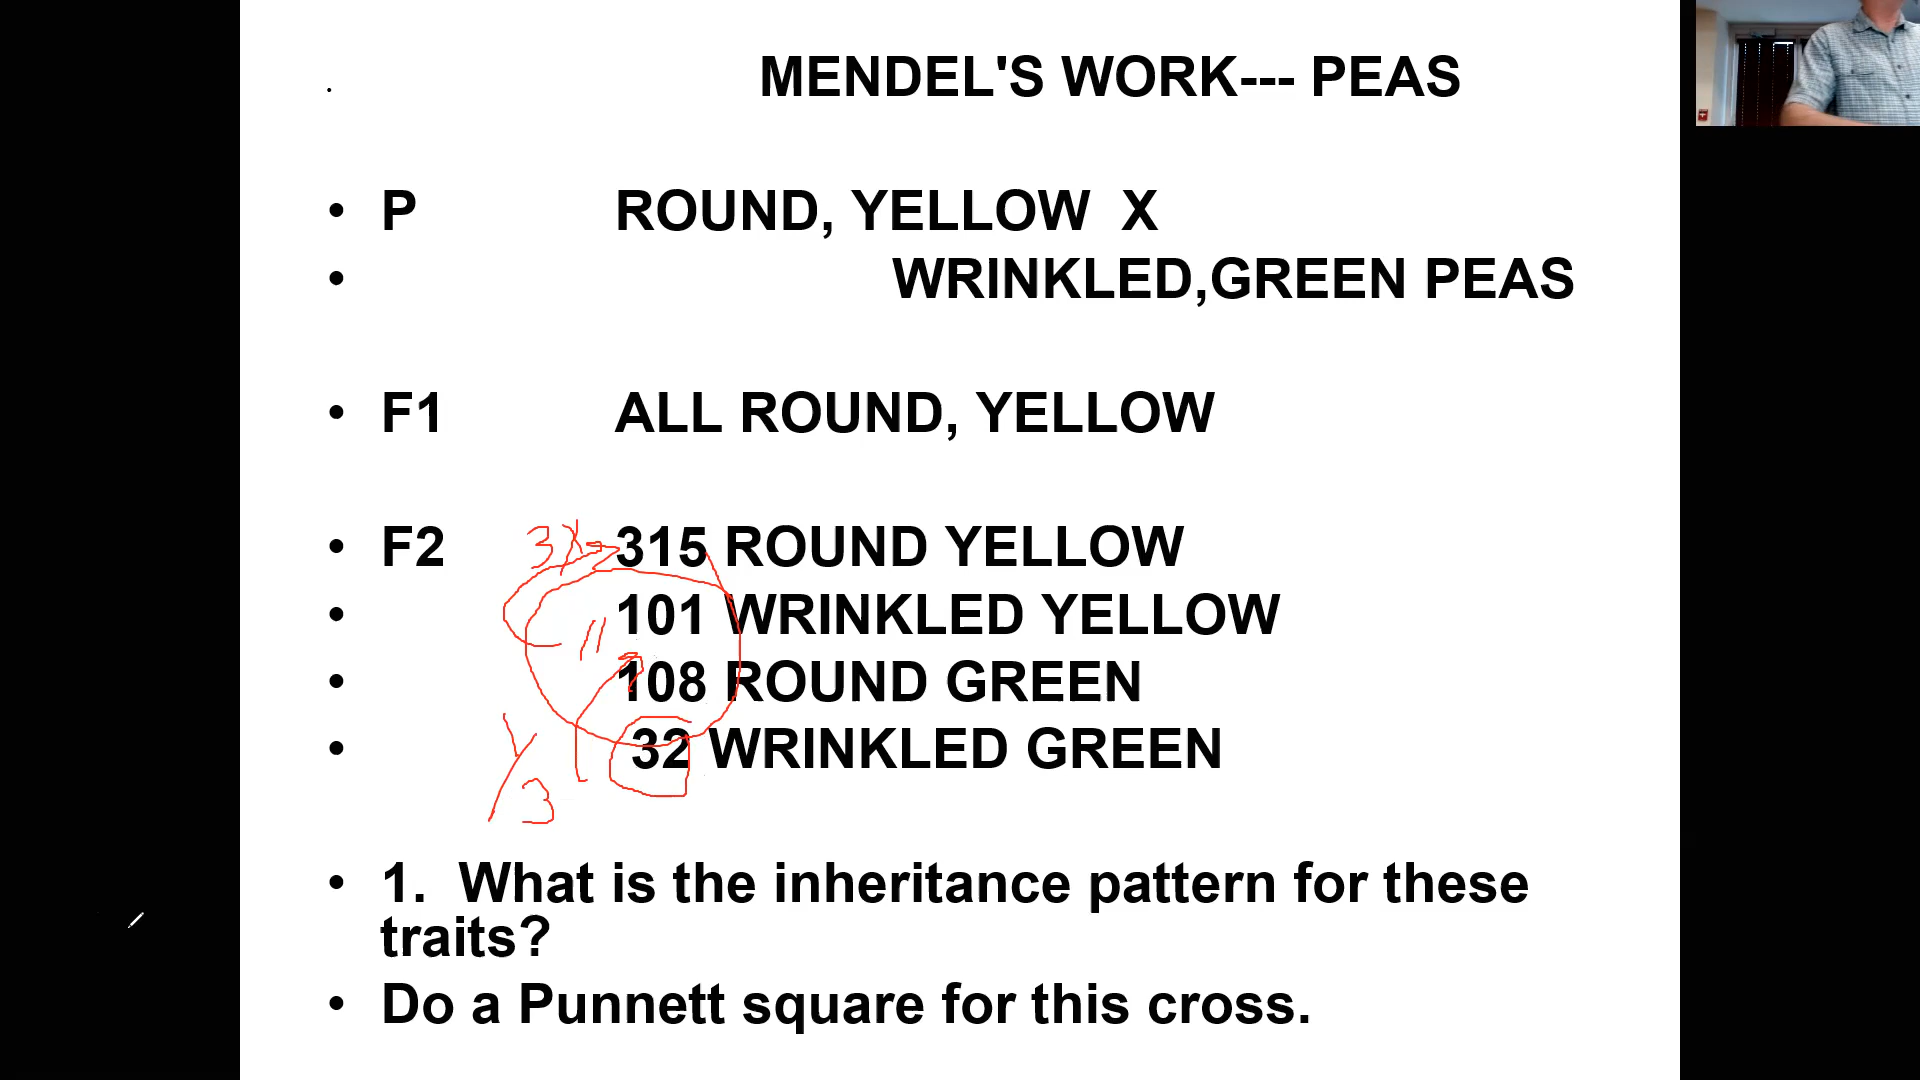 . MENDEL'S WORK--- PEAS
• P ROUND, YELLOW X
• WRINKLED,GREEN PEAS
• F1 ALL ROUND, YELLOW
• F2 3X 315 ROUND YELLOW
• 101 WRINKLED YELLOW
• 108 ROUND GREEN
• 32 WRINKLED GREEN
3
• 1. What is the inheritance pattern for these
traits?
• Do a Punnett square for this cross.